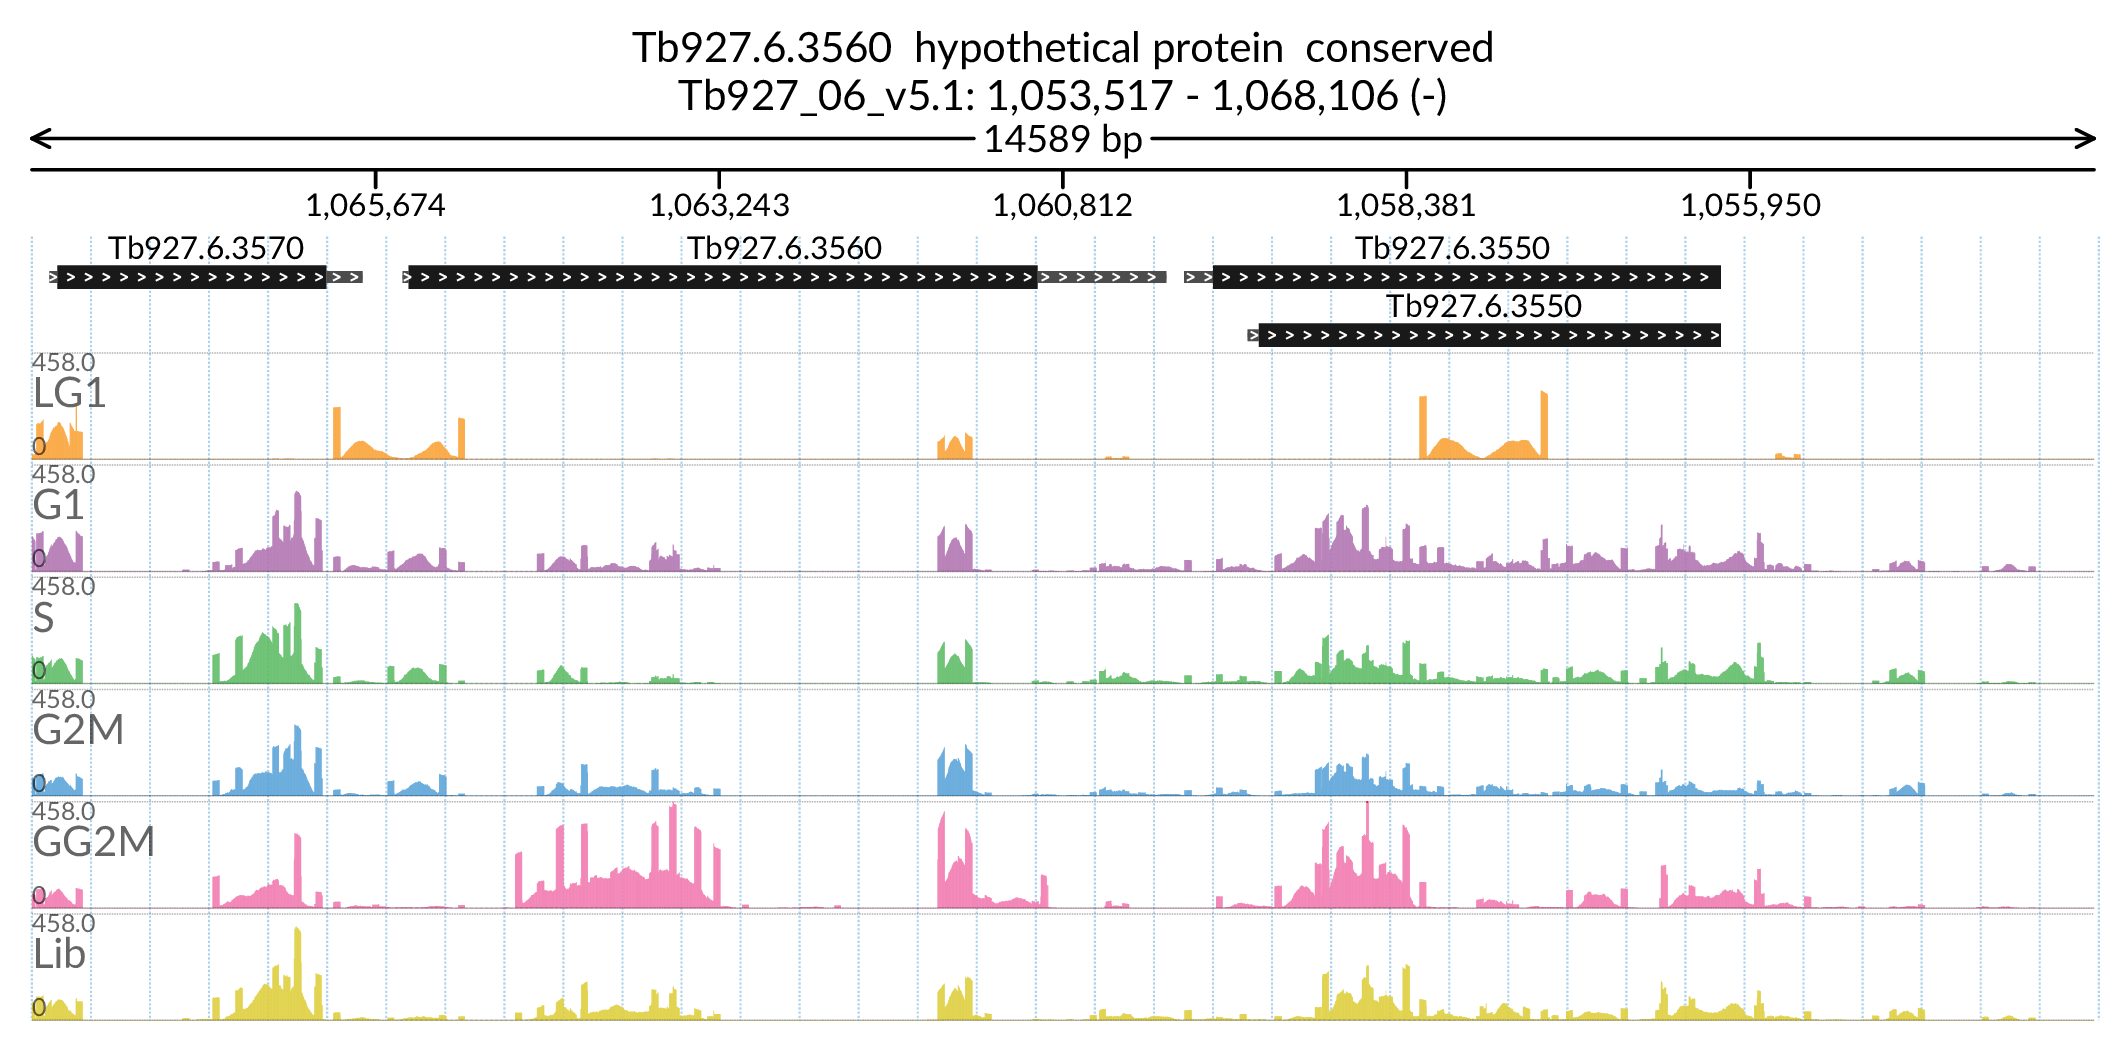 Tb927.6.3560  hypothetical protein  conserved
Tb927_06_v5.1: 1,053,517 - 1,068,106 (-)
14589 bp
1,065,674 1,063,243 1,060,812 1,058,381 1,055,950
Tb927.6.3570 Tb927.6.3560 Tb927.6.3550
Tb927.6.3550
458.0
LG1
0
458.0
G1
0
458.0
S
0
458.0
G2M
0
458.0
GG2M
0
458.0
Lib
0